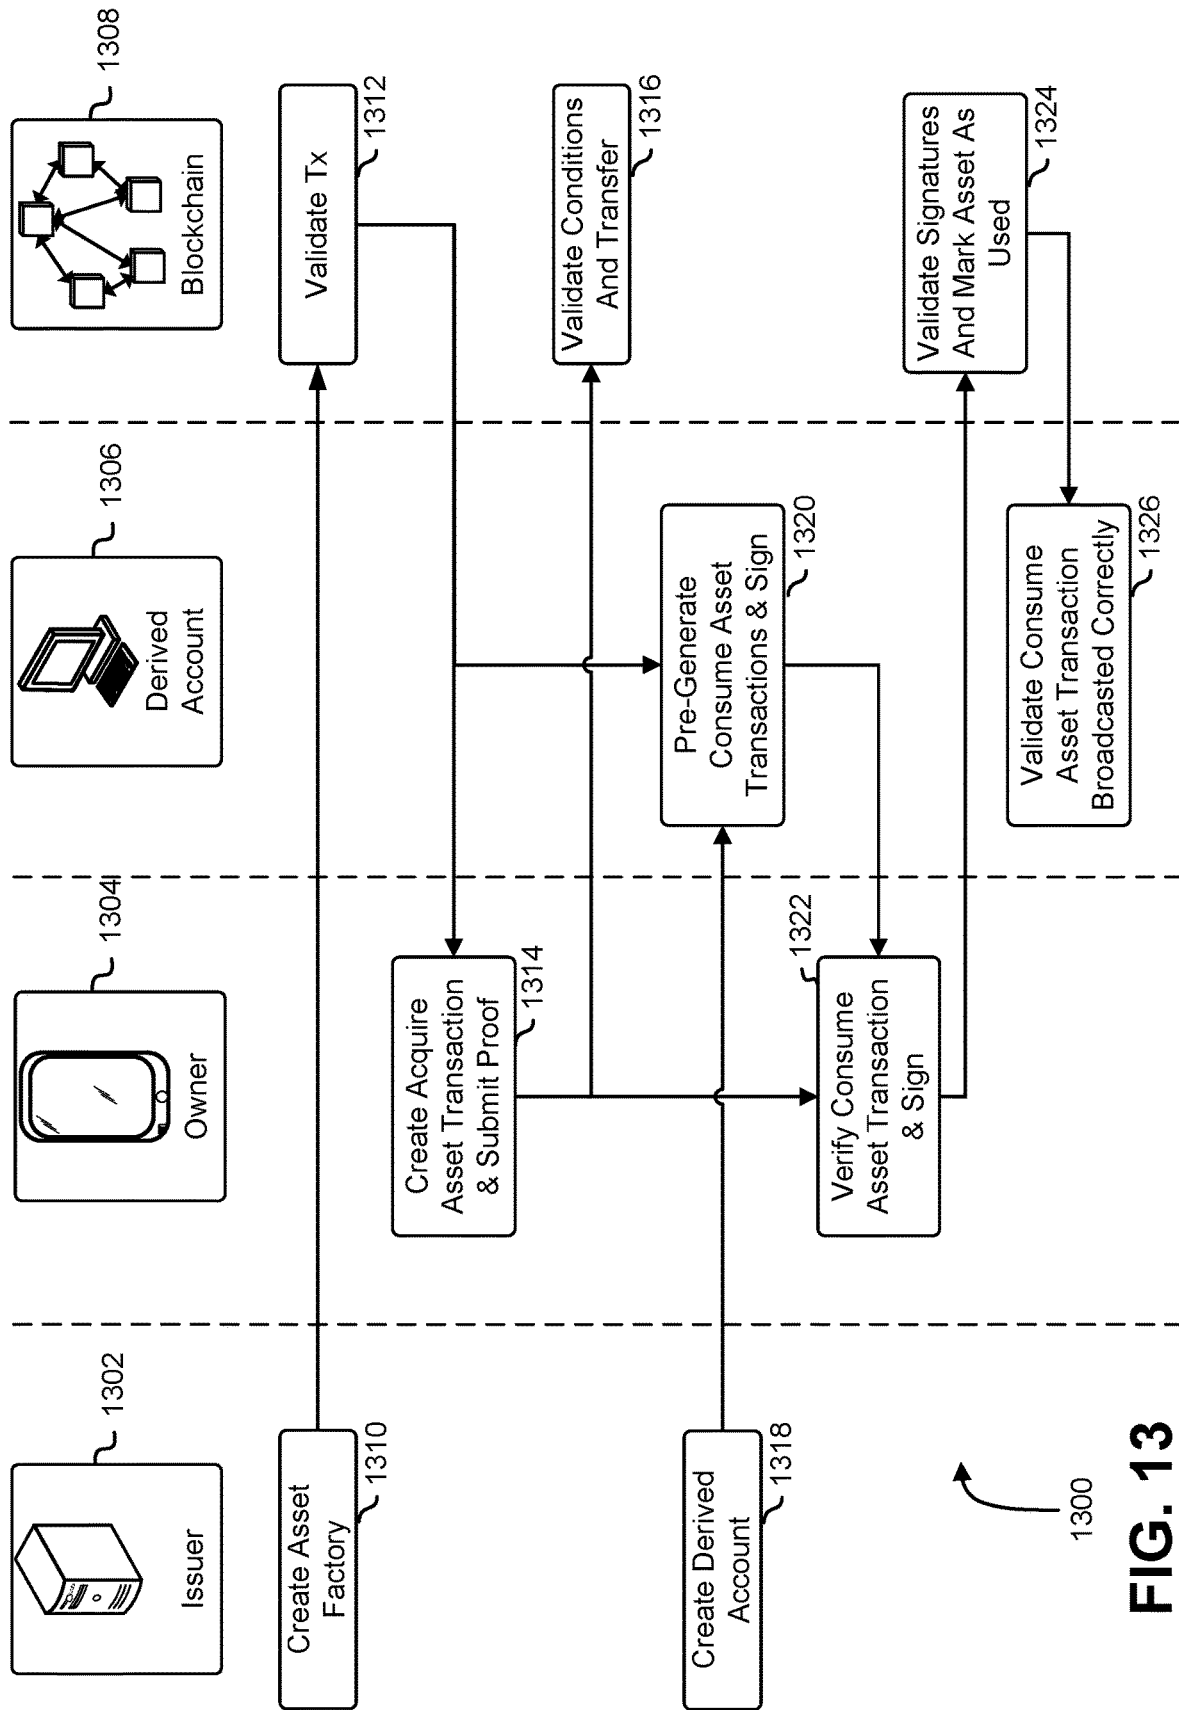 1302
Issuer
1304
Owner
1306
Derived
Account
1308
Blockchain
Create Asset
Factory
1310
Validate Tx
1312
Create Acquire
Asset Transaction
& Submit Proof
1314
Validate Conditions
And Transfer
1316
Create Derived
Account
1318
Pre-Generate
Consume Asset
Transactions & Sign
1320
1322
Verify Consume
Asset Transaction
& Sign
Validate Signatures
And Mark Asset As
Used
1324
Validate Consume
Asset Transaction
Broadcasted Correctly
1326
1300
FIG. 13